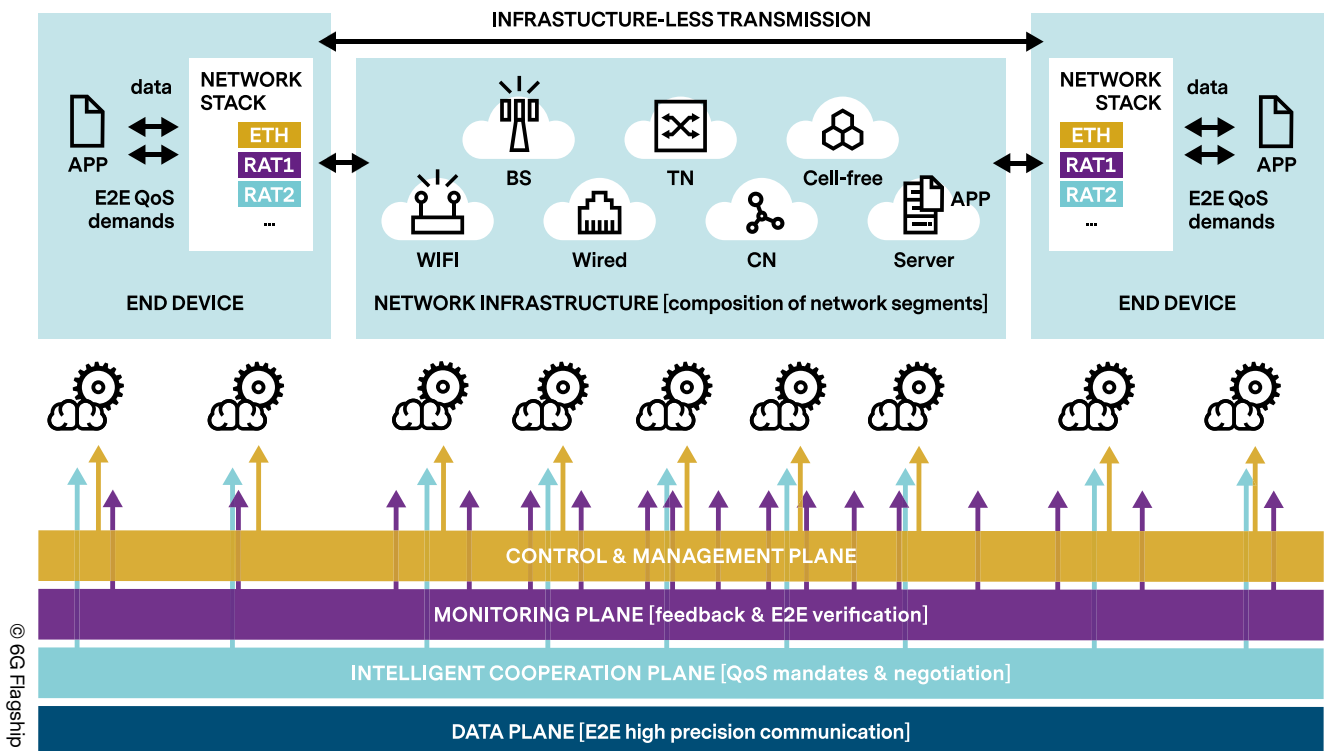 INFRASTUCTURE-LESS TRANSMISSION
data
NETWORK
STACK
ETH
RAT1
RAT2
...
APP
E2E QoS
demands
END DEVICE
BS
TN
Cell-free
WIFI
Wired
CN
Server
APP
NETWORK INFRASTRUCTURE [composition of network segments]
NETWORK
STACK
ETH
RAT1
RAT2
...
data
APP
E2E QoS
demands
END DEVICE
CONTROL & MANAGEMENT PLANE
MONITORING PLANE [feedback & E2E verification]
INTELLIGENT COOPERATION PLANE [QoS mandates & negotiation]
DATA PLANE [E2E high precision communication]
© 6G Flagship